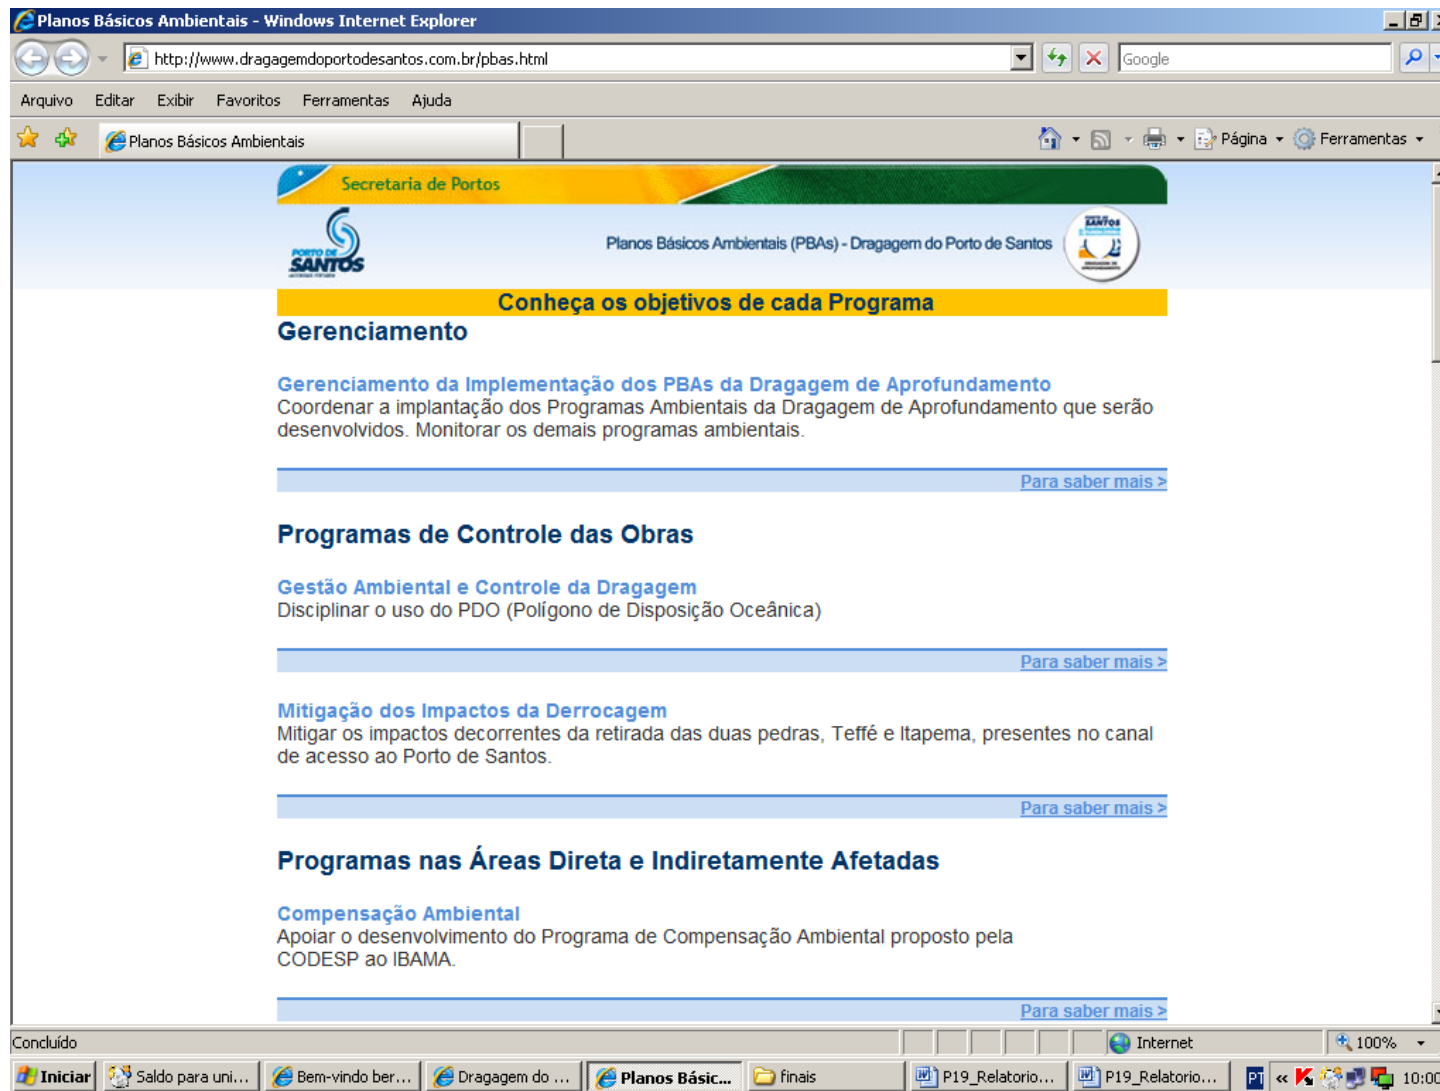 Planos Básicos Ambientais - Windows Internet Explorer
http://www.dragagemdoportodesantos.com.br/pbas.html
Google
Arquivo Editar Exibir Favoritos Ferramentas Ajuda
Planos Básicos Ambientais
Página Ferramentas
Secretaria de Portos
PORTO DE
SANTOS
Planos Básicos Ambientais (PBAs) - Dragagem do Porto de Santos
SANTOS
Conheça os objetivos de cada Programa
Gerenciamento
Gerenciamento da Implementação dos PBAs da Dragagem de Aprofundamento
Coordenar a implantação dos Programas Ambientais da Dragagem de Aprofundamento que serão
desenvolvidos. Monitorar os demais programas ambientais.
Para saber mais >
Programas de Controle das Obras
Gestão Ambiental e Controle da Dragagem
Disciplinar o uso do PDO (Polígono de Disposição Oceânica)
Para saber mais >
Mitigação dos Impactos da Derrocagem
Mitigar os impactos decorrentes da retirada das duas pedras, Teffé e Itapema, presentes no canal
de acesso ao Porto de Santos.
Para saber mais >
Programas nas Áreas Direta e Indiretamente Afetadas
Compensação Ambiental
Apoiar o desenvolvimento do Programa de Compensação Ambiental proposto pela
CODESP ao IBAMA.
Para saber mais >
Concluído Internet 100%
Iniciar Saldo para uni... Bem-vindo ber... Dragagem do ... Planos Básic... finais P19_Relatorio... P19_Relatorio... PT « 10:00